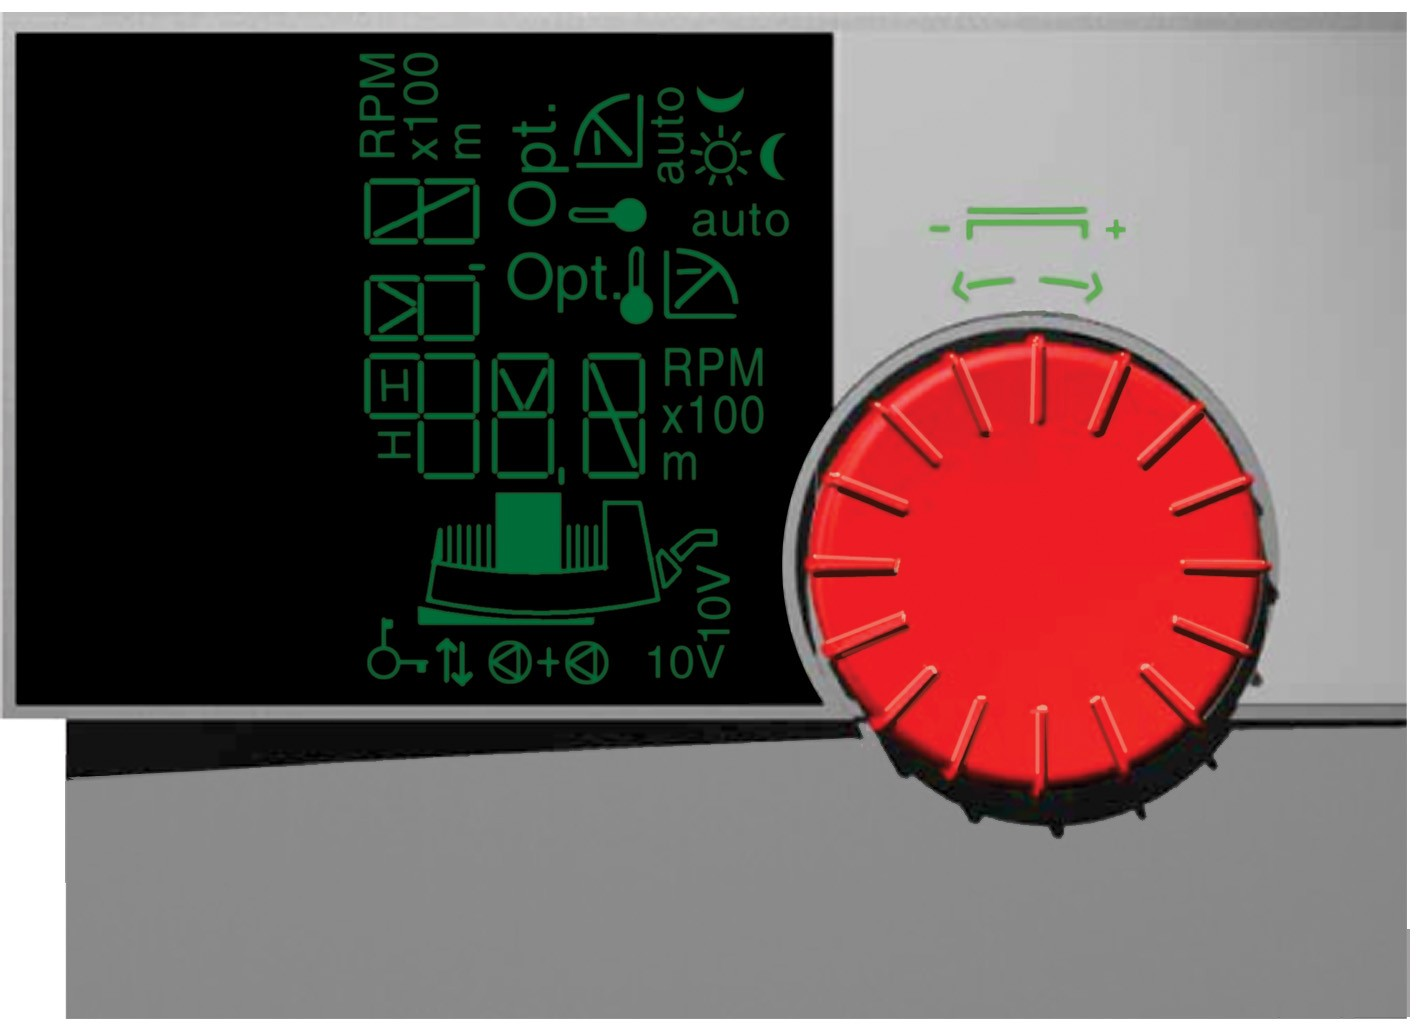 RPM
x100
m
Opt.
auto
auto
Opt.
RPM
x100
m
H
H
10V
+
10V
- +